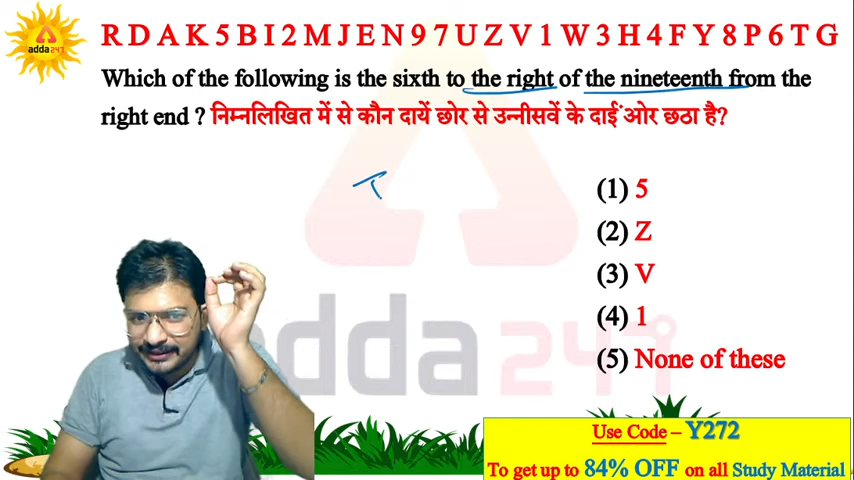 R D A K 5 B I 2 M J E N 9 7 U Z V 1 W 3 H 4 F Y 8 P 6 T G
adda247
Which of the following is the sixth to the right of the nineteenth from the
right end ? निम्नलिखित में से कौन दायें छोर से उन्नीसवें के दाईं ओर छठा है?
(1) 5
(2) Z
(3) V
(4) 1
(5) None of these
adda 247
Use Code – Y272
To get up to 84% OFF on all Study Material